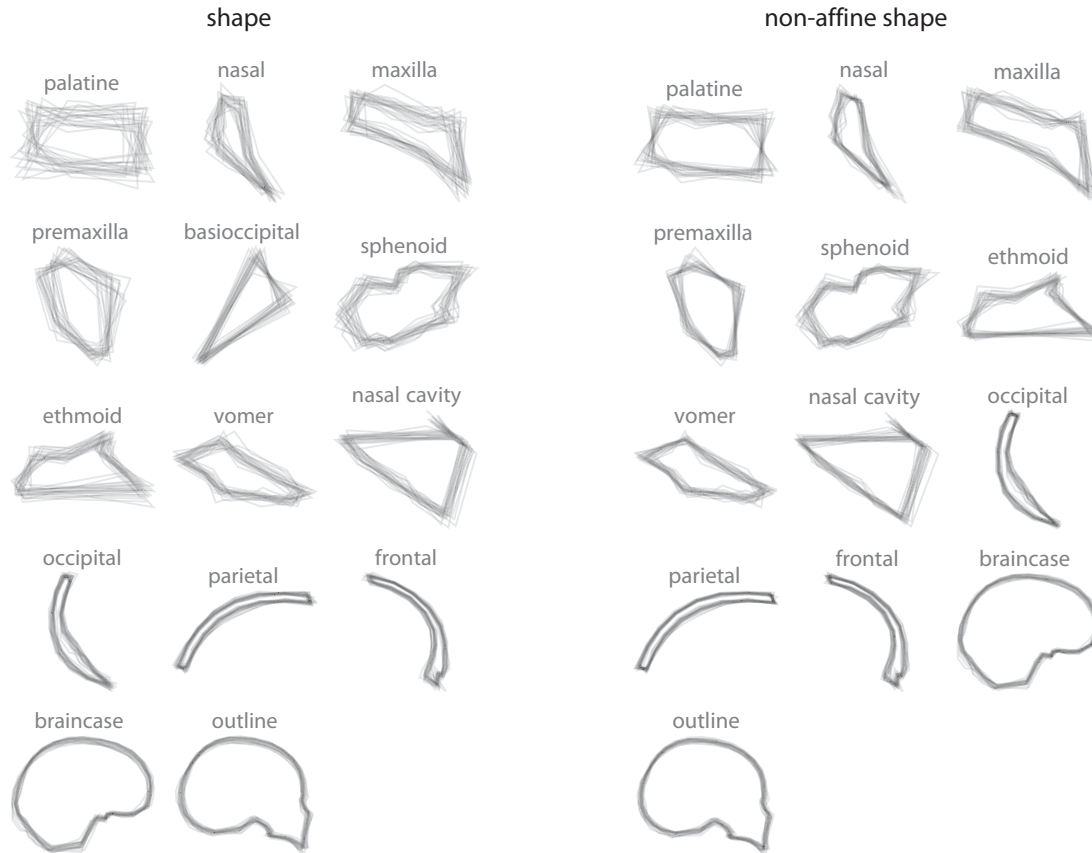 shape
palatine
nasal
maxilla
premaxilla
basioccipital
sphenoid
ethmoid
vomer
nasal cavity
occipital
parietal
frontal
braincase
outline
non-affine shape
palatine
nasal
maxilla
premaxilla
sphenoid
ethmoid
vomer
nasal cavity
occipital
parietal
frontal
braincase
outline